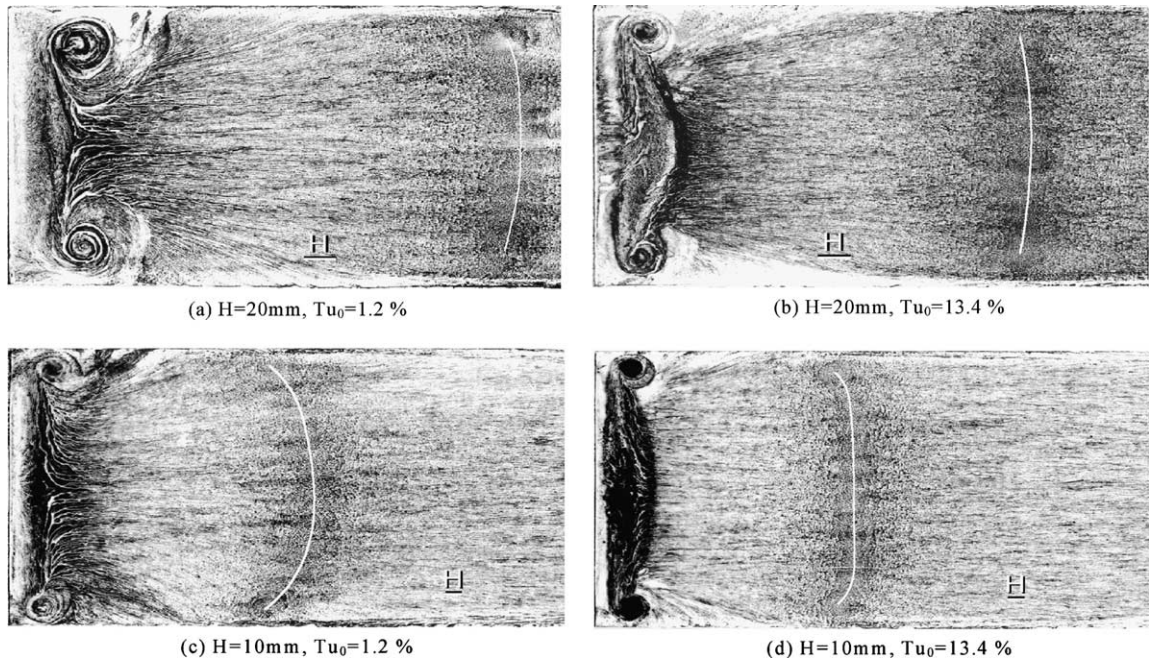 H
H
(a) H=20mm, Tu₀=1.2 %
(b) H=20mm, Tu₀=13.4 %
H
H
(c) H=10mm, Tu₀=1.2 %
(d) H=10mm, Tu₀=13.4 %